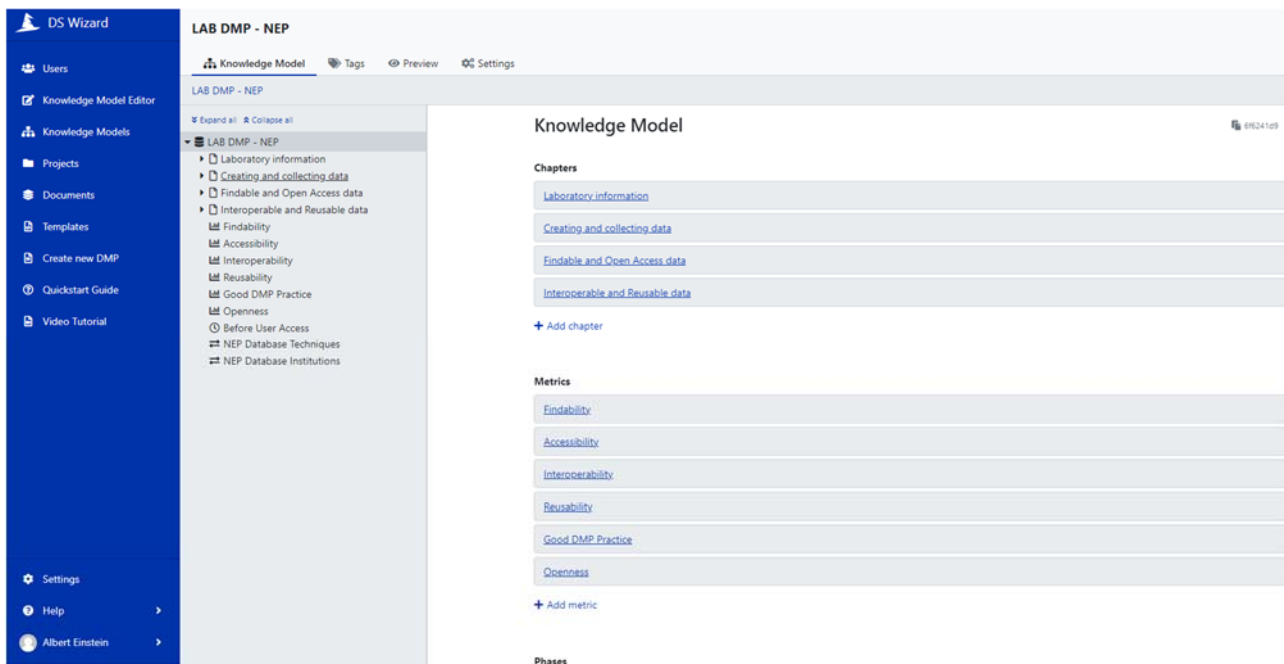 DS Wizard
Users
Knowledge Model Editor
Knowledge Models
Projects
Documents
Templates
Create new DMP
Quickstart Guide
Video Tutorial
Settings
Help
Albert Einstein
LAB DMP - NEP
Knowledge Model Tags Preview Settings
LAB DMP - NEP
Expand all Collapse all
LAB DMP - NEP
Laboratory information
Creating and collecting data
Findable and Open Access data
Interoperable and Reusable data
Findability
Accessibility
Interoperability
Reusability
Good DMP Practice
Openness
Before User Access
NEP Database Techniques
NEP Database Institutions
Knowledge Model
6f6241d9
Chapters
Laboratory information
Creating and collecting data
Findable and Open Access data
Interoperable and Reusable data
+ Add chapter
Metrics
Findability
Accessibility
Interoperability
Reusability
Good DMP Practice
Openness
+ Add metric
Phases